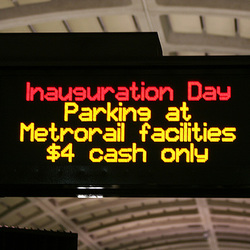 Inauguration Day
Parking at
Metrorail facilities
$4 cash only